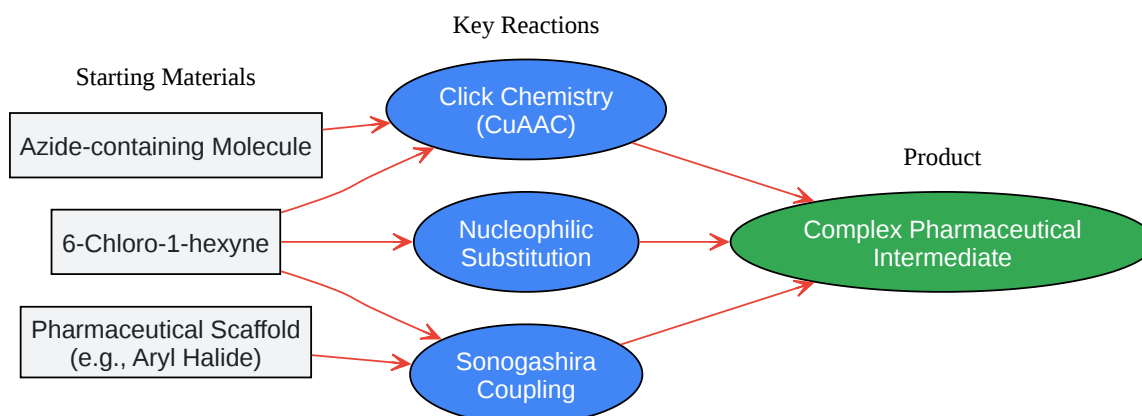 Key Reactions
Starting Materials
Click Chemistry
(CuAAC)
Azide-containing Molecule
Product
6-Chloro-1-hexyne
Nucleophilic
Substitution
Complex Pharmaceutical
Intermediate
Pharmaceutical Scaffold
(e.g., Aryl Halide)
Sonogashira
Coupling